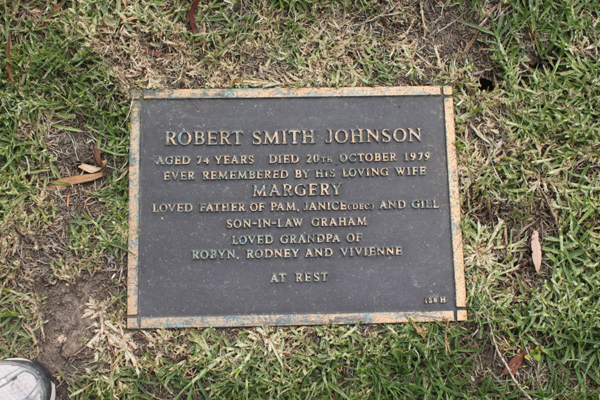 ROBERT SMITH JOHNSON
AGED 74 YEARS DIED 20TH OCTOBER 1979
EVER REMEMBERED BY HIS LOVING WIFE
MARGERY
LOVED FATHER OF PAM, JANICE(DEC) AND GILL
SON-IN-LAW GRAHAM
LOVED GRANDPA OF
ROBYN, RODNEY AND VIVIENNE
AT REST
158 H